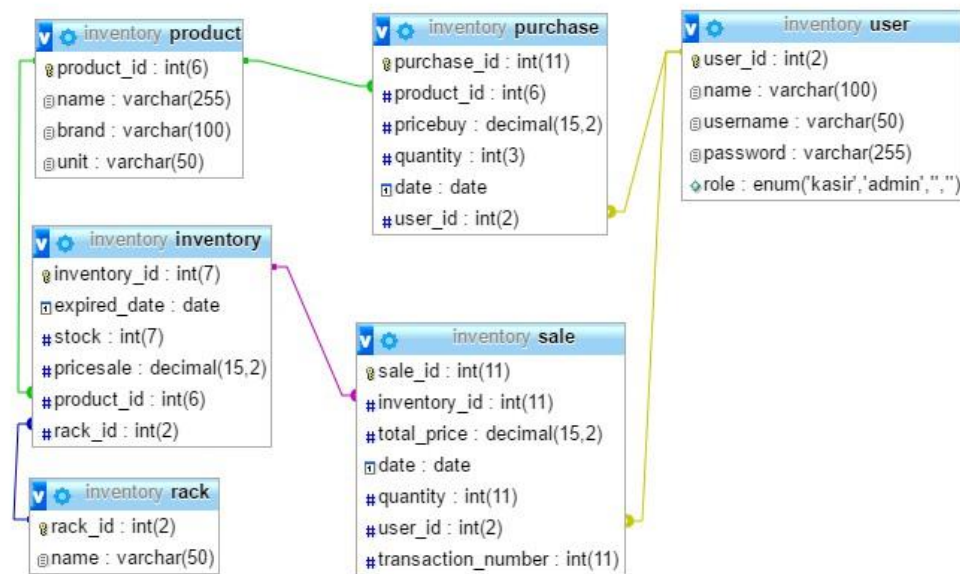 inventory product
product_id : int(6)
name : varchar(255)
brand : varchar(100)
unit : varchar(50)
inventory purchase
purchase_id : int(11)
#product_id : int(6)
#pricebuy : decimal(15,2)
#quantity : int(3)
date : date
#user_id : int(2)
inventory user
user_id : int(2)
name : varchar(100)
username : varchar(50)
password : varchar(255)
role : enum('kasir','admin','','')
inventory inventory
inventory_id : int(7)
expired_date : date
#stock : int(7)
#pricesale : decimal(15,2)
#product_id : int(6)
#rack_id : int(2)
inventory sale
sale_id : int(11)
#inventory_id : int(11)
#total_price : decimal(15,2)
date : date
#quantity : int(11)
#user_id : int(2)
#transaction_number : int(11)
inventory rack
rack_id : int(2)
name : varchar(50)